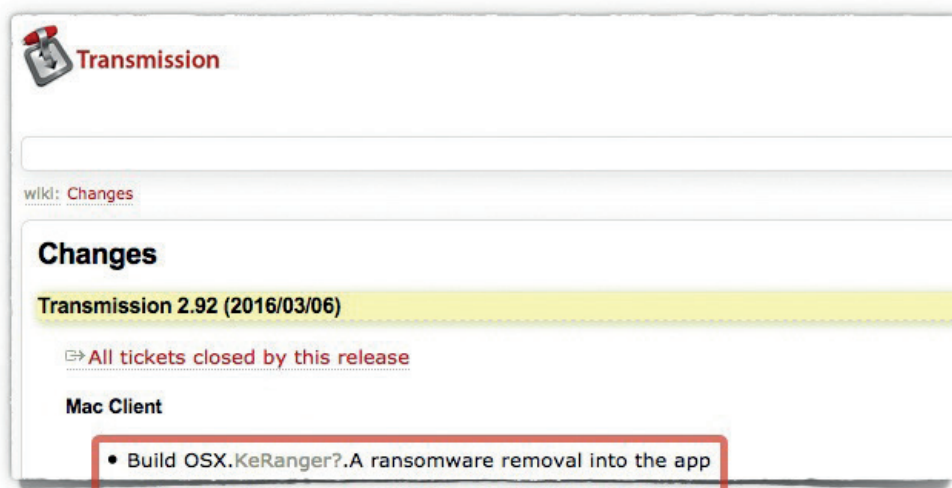 Transmission
wiki: Changes
Changes
Transmission 2.92 (2016/03/06)
All tickets closed by this release
Mac Client
• Build OSX.KeRanger?.A ransomware removal into the app